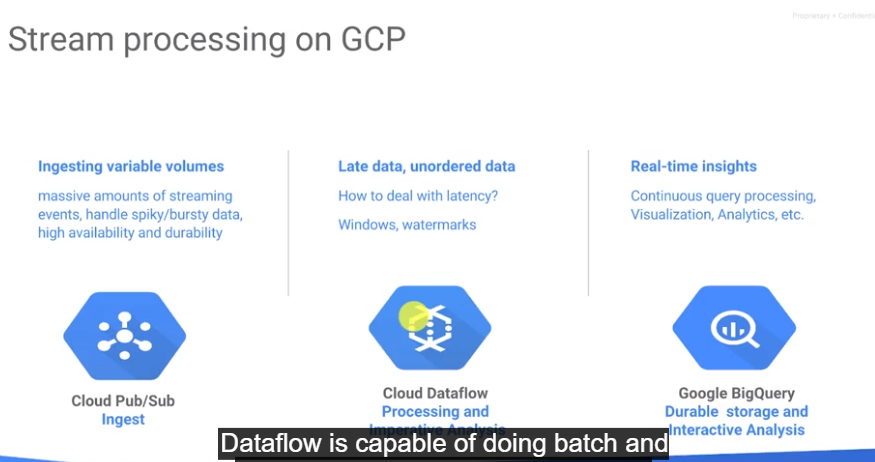 Proprietary + Confidential
Stream processing on GCP
Ingesting variable volumes
massive amounts of streaming
events, handle spiky/bursty data,
high availability and durability
Late data, unordered data
How to deal with latency?
Windows, watermarks
Real-time insights
Continuous query processing,
Visualization, Analytics, etc.
Cloud Pub/Sub
Ingest
Cloud Dataflow
Processing and
Imperative Analysis
Google BigQuery
Durable storage and
Interactive Analysis
Dataflow is capable of doing batch and